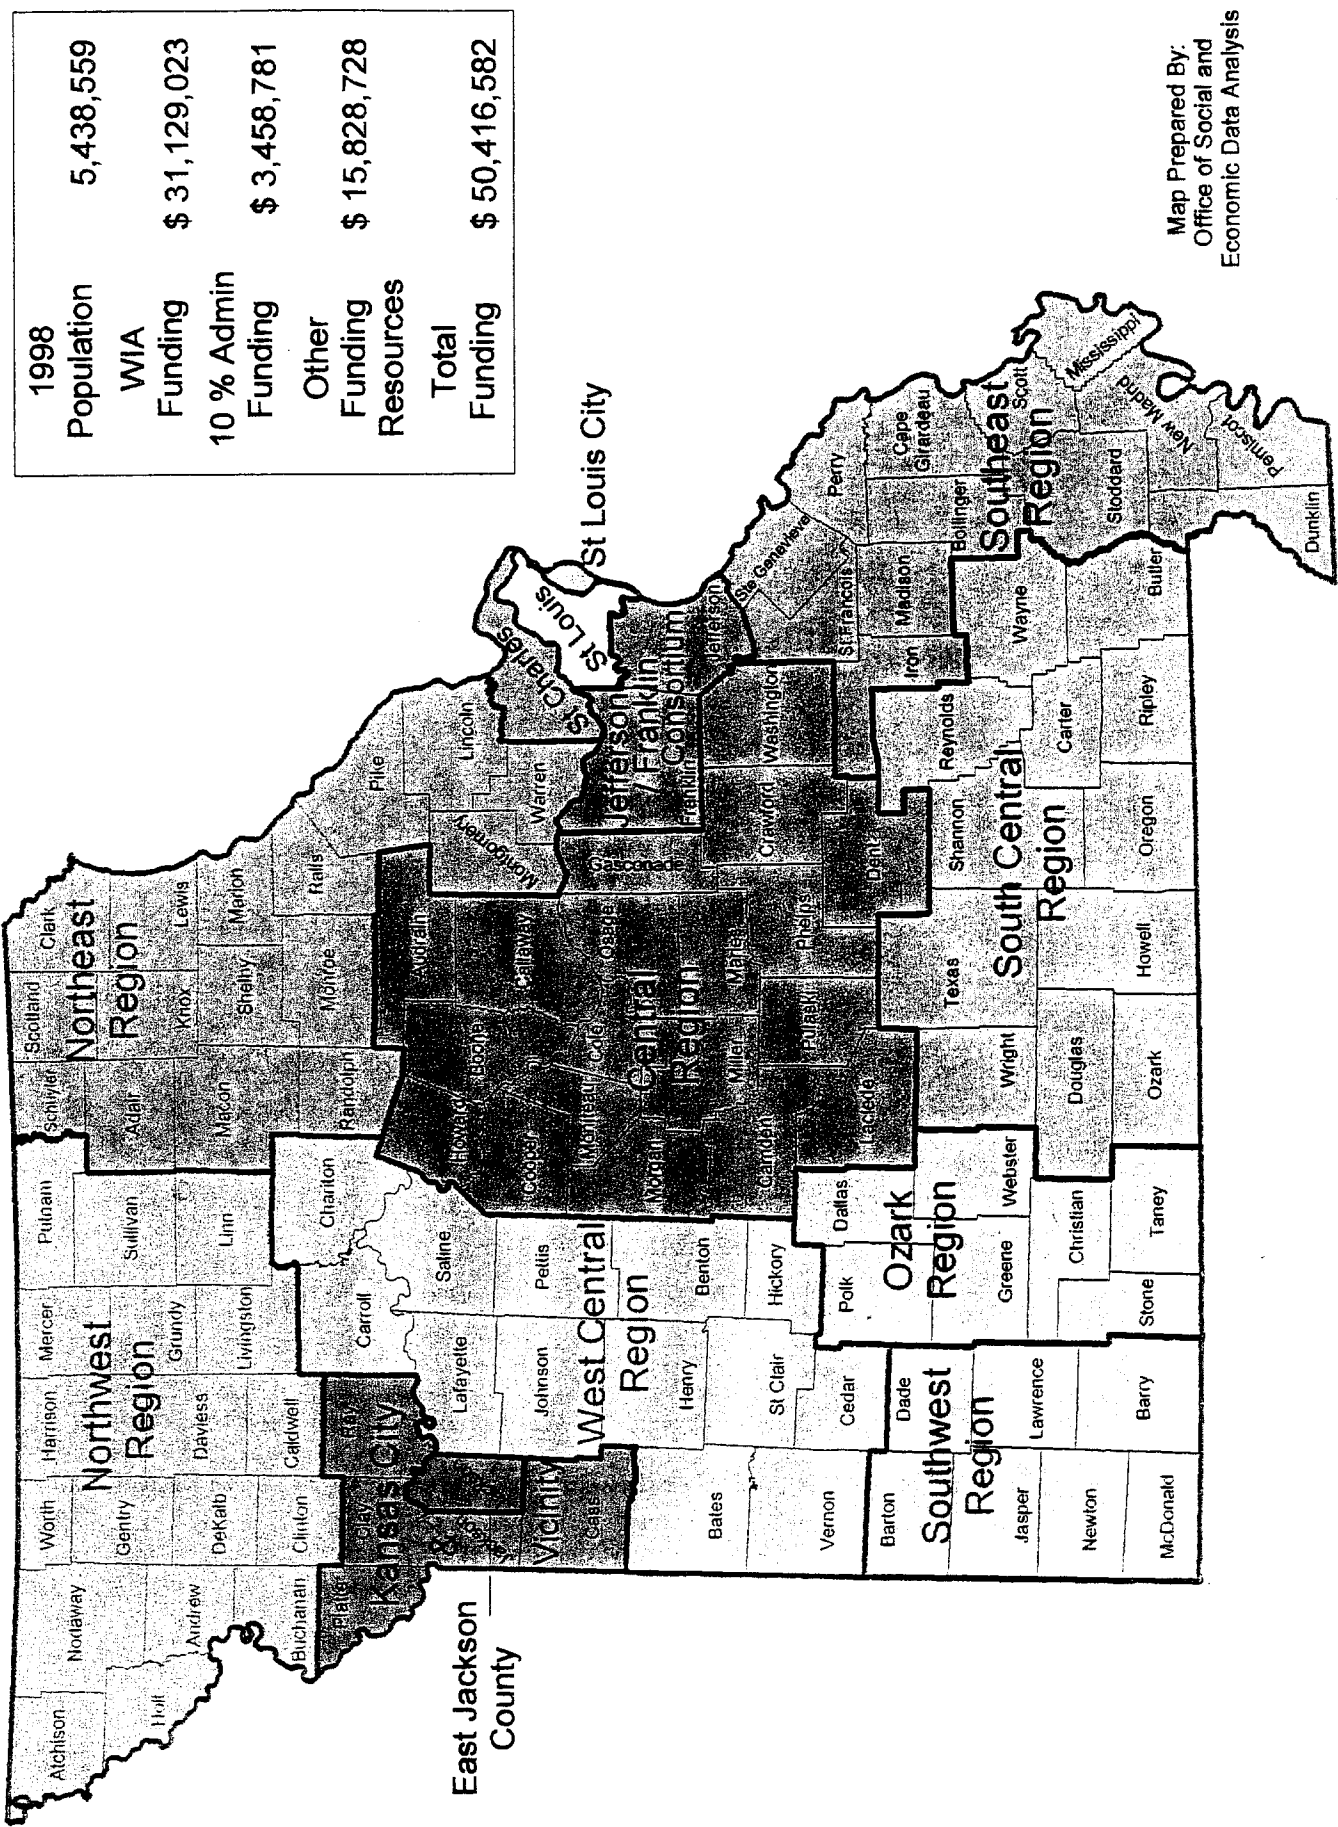 1998
Population 5,438,559
WIA
Funding $ 31,129,023
10 % Admin
Funding $ 3,458,781
Other
Funding $ 15,828,728
Resources
Total
Funding $ 50,416,582
Atchison
Nodaway
Worth
Harrison
Mercer
Putnam
Schuyler
Scotland
Clark
Holt
Gentry
Northwest
Region
Grundy
Sullivan
Adair
Knox
Lewis
Northeast
Region
Andrew
DeKalb
Daviess
Livingston
Linn
Macon
Shelby
Marion
Buchanan
Clinton
Caldwell
Carroll
Chariton
Randolph
Monroe
Ralls
Pike
Platte
Clay
Ray
Kansas City
Vicinity
East Jackson
County
Cass
Lafayette
Saline
Howard
Boone
Audrain
Callaway
Montgomery
Lincoln
Warren
St Charles
St Louis
St Louis City
Johnson
Pettis
Cooper
Moniteau
Cole
Osage
Gasconade
Franklin
Jefferson
/ Franklin
Consortium
Jefferson
West Central
Region
Bates
Henry
Benton
Morgan
Miller
Maries
Central
Region
Camden
Pulaski
Phelps
Crawford
Washington
Ste Genevieve
St Francois
Perry
Vernon
St Clair
Hickory
Cedar
Polk
Dallas
Laclede
Dent
Iron
Madison
Bollinger
Cape
Girardeau
Barton
Dade
Southwest
Region
Ozark
Region
Greene
Webster
Wright
Texas
Shannon
Reynolds
Wayne
Southeast
Region
Scott
Mississippi
Jasper
Lawrence
Christian
Douglas
South Central
Region
Carter
Butler
Stoddard
New Madrid
Newton
McDonald
Barry
Stone
Taney
Ozark
Howell
Oregon
Ripley
Dunklin
Pemiscot
Map Prepared By:
Office of Social and
Economic Data Analysis